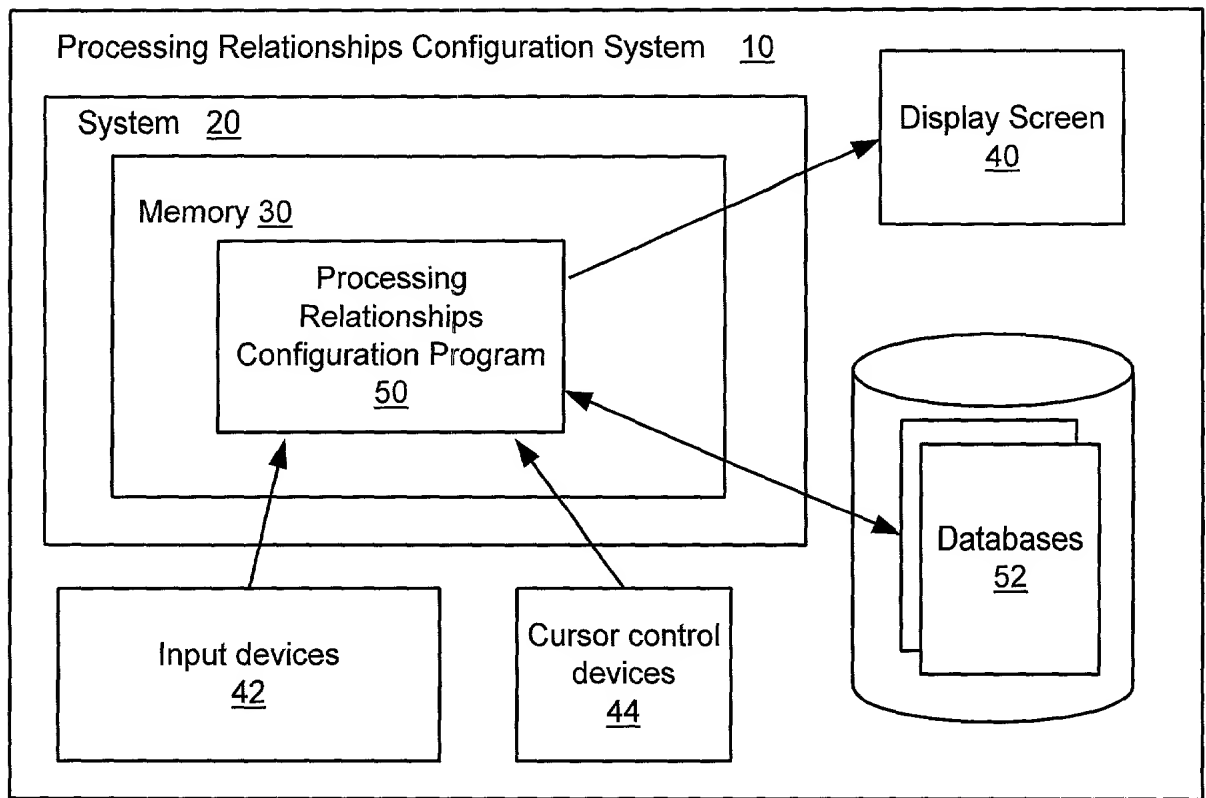 Processing Relationships Configuration System 10
System 20
Display Screen
40
Memory 30
Processing
Relationships
Configuration Program
50
Databases
52
Input devices
42
Cursor control
devices
44